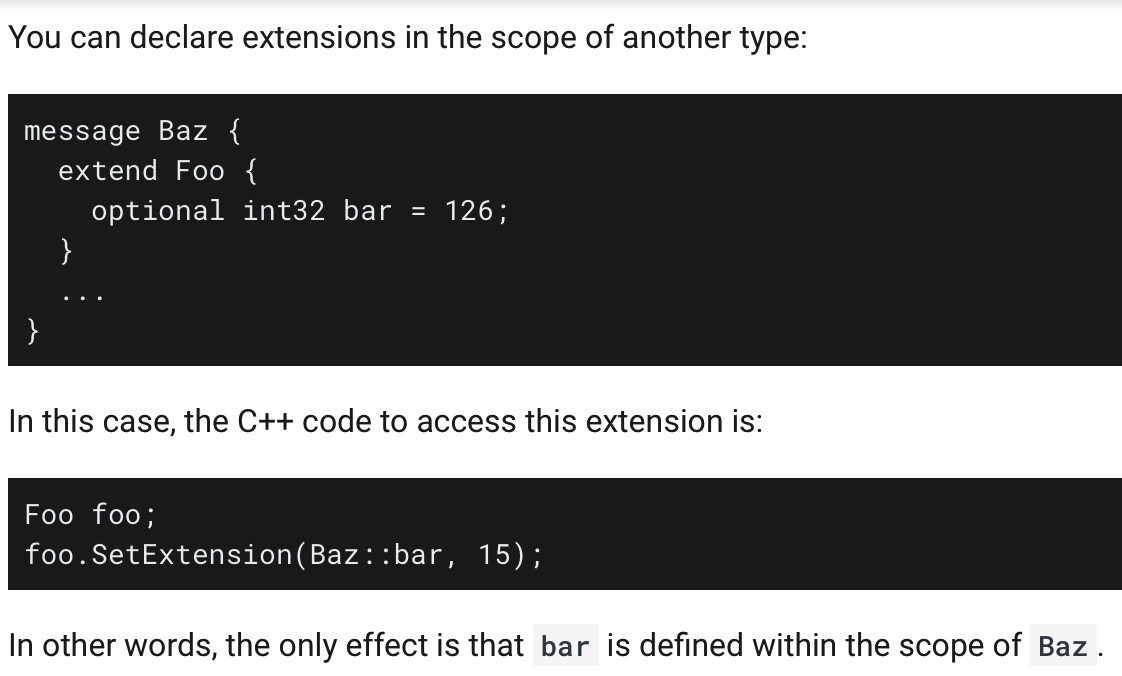 You can declare extensions in the scope of another type:
message Baz {
  extend Foo {
    optional int32 bar = 126;
  }
  ...
}
In this case, the C++ code to access this extension is:
Foo foo;
foo.SetExtension(Baz::bar, 15);
In other words, the only effect is that bar is defined within the scope of Baz .